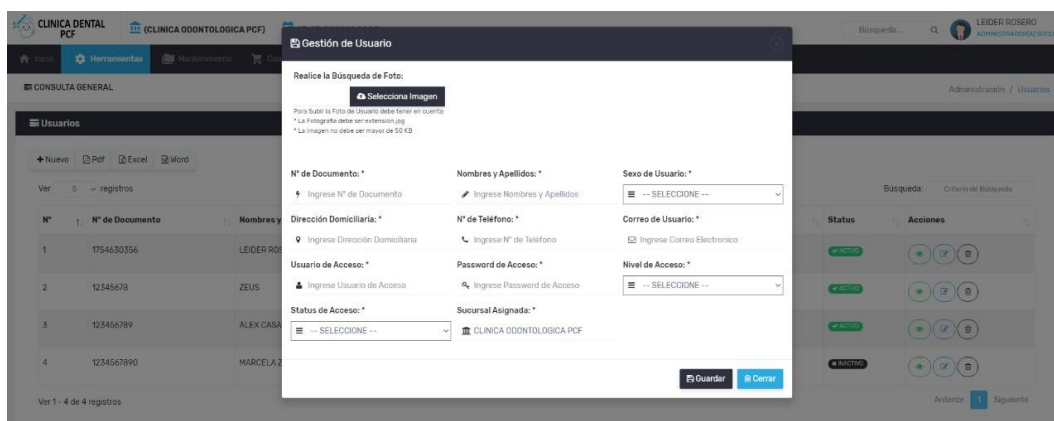 CLINICA DENTAL
PCF
(CLINICA ODONTOLOGICA PCF)
Búsqueda...
LEIDER ROSERO
Inicio
Herramientas
Mantenimiento
CONSULTA GENERAL
Administración / Usuarios
Usuarios
Nuevo
Pdf
Excel
Word
Ver 5 registros
Búsqueda: Criterio de Búsqueda
N° N° de Documento Nombres y Status Acciones
1 1754630356 LEIDER ROS ACTIVO
2 12345678 ZEUS ACTIVO
3 123456789 ALEX CASA ACTIVO
4 1234567890 MARCELA Z INACTIVO
Ver 1 - 4 de 4 registros
Anterior 1 Siguiente
Gestión de Usuario
Realice la Búsqueda de Foto:
Selecciona Imagen
Para Subir la Foto de Usuario debe tener en cuenta:
* La Fotografia debe ser extension.jpg
* La imagen no debe ser mayor de 50 KB
N° de Documento: * Nombres y Apellidos: * Sexo de Usuario: *
Ingrese N° de Documento Ingrese Nombres y Apellidos -- SELECCIONE --
Dirección Domiciliaria: * N° de Teléfono: * Correo de Usuario: *
Ingrese Dirección Domiciliaria Ingrese N° de Teléfono Ingrese Correo Electronico
Usuario de Acceso: * Password de Acceso: * Nivel de Acceso: *
Ingrese Usuario de Acceso Ingrese Password de Acceso -- SELECCIONE --
Status de Acceso: * Sucursal Asignada: *
-- SELECCIONE -- CLINICA ODONTOLOGICA PCF
Guardar Cerrar